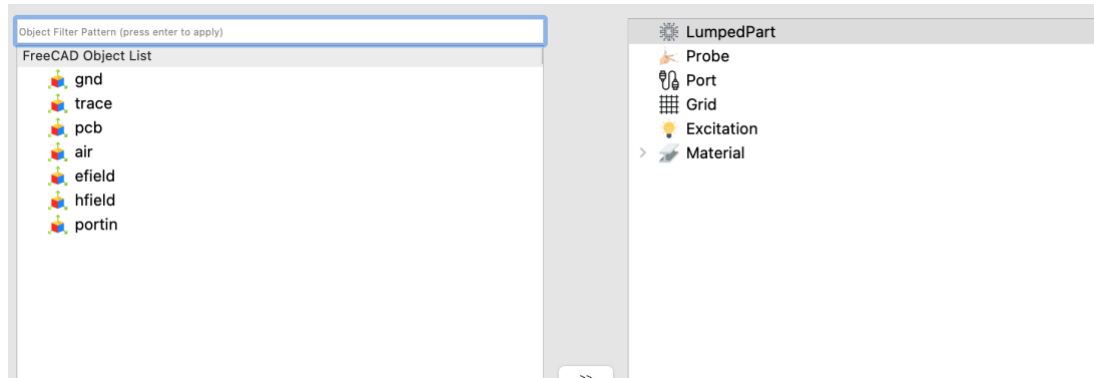 Object Filter Pattern (press enter to apply)
FreeCAD Object List
gnd
trace
pcb
air
efield
hfield
portin
LumpedPart
Probe
Port
Grid
Excitation
Material